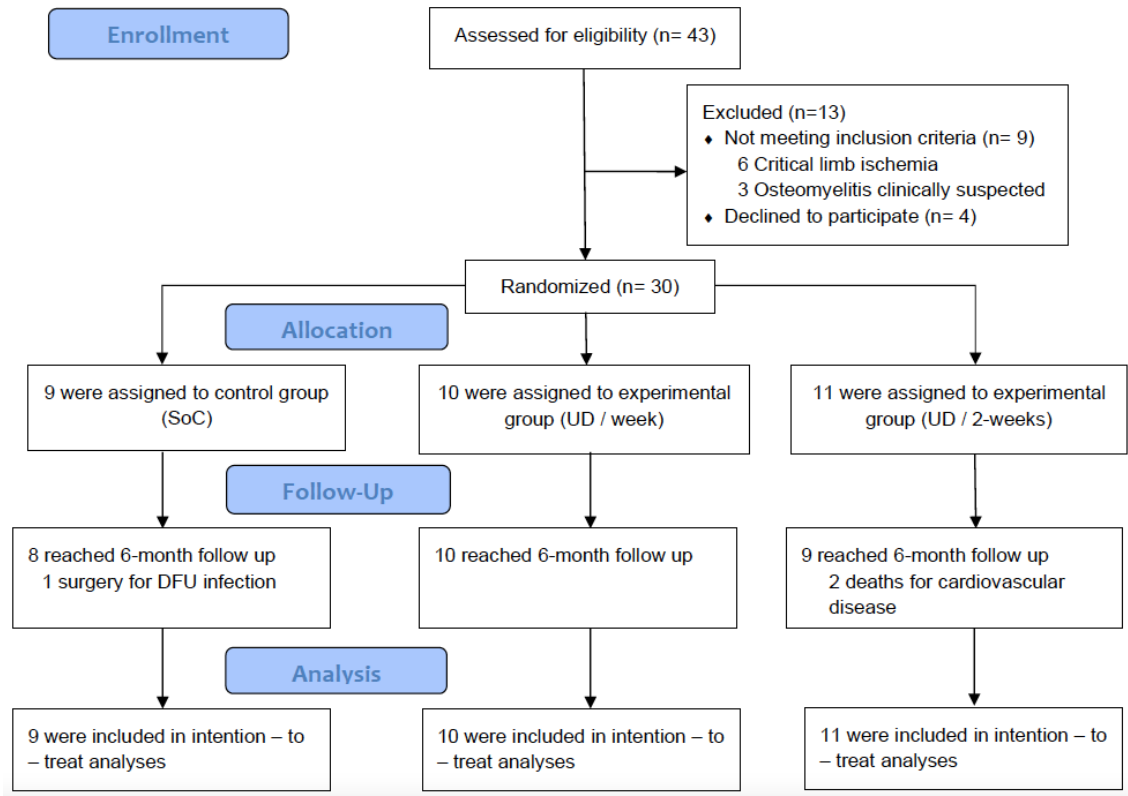 Enrollment
Assessed for eligibility (n= 43)
Excluded (n=13)
♦ Not meeting inclusion criteria (n= 9)
6 Critical limb ischemia
3 Osteomyelitis clinically suspected
♦ Declined to participate (n= 4)
Randomized (n= 30)
Allocation
9 were assigned to control group
(SoC)
10 were assigned to experimental
group (UD / week)
11 were assigned to experimental
group (UD / 2-weeks)
Follow-Up
8 reached 6-month follow up
1 surgery for DFU infection
10 reached 6-month follow up
9 reached 6-month follow up
2 deaths for cardiovascular
disease
Analysis
9 were included in intention – to
– treat analyses
10 were included in intention – to
– treat analyses
11 were included in intention – to
– treat analyses